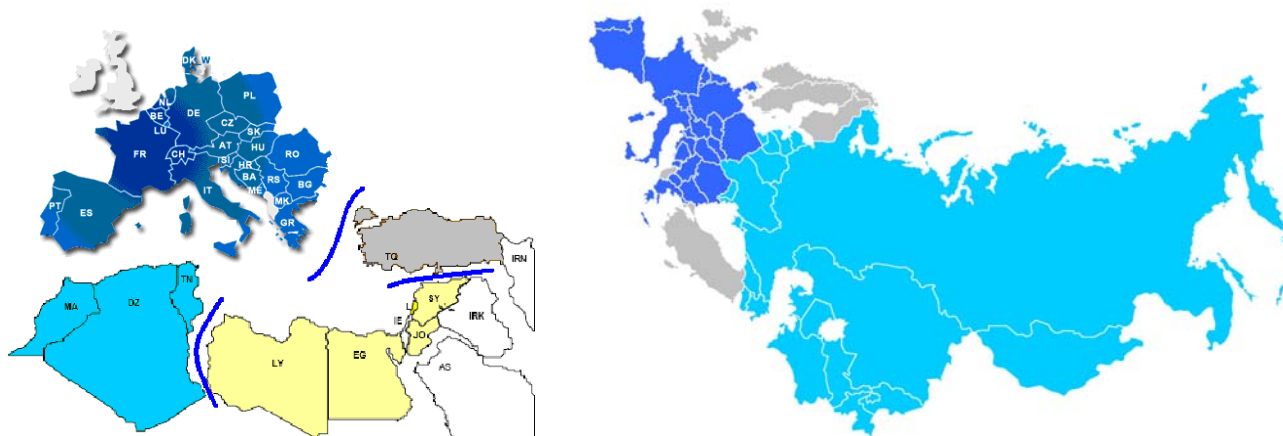 DK
W
NL
PL
BE
DE
LU
CZ
SK
FR
CH
AT
HU
SI
RO
HR
BA
RS
IT
ME
BG
MK
PT
ES
GR
TQ
IRN
TN
MA
DZ
SY
L
IE
IRK
JO
LY
EG
AS